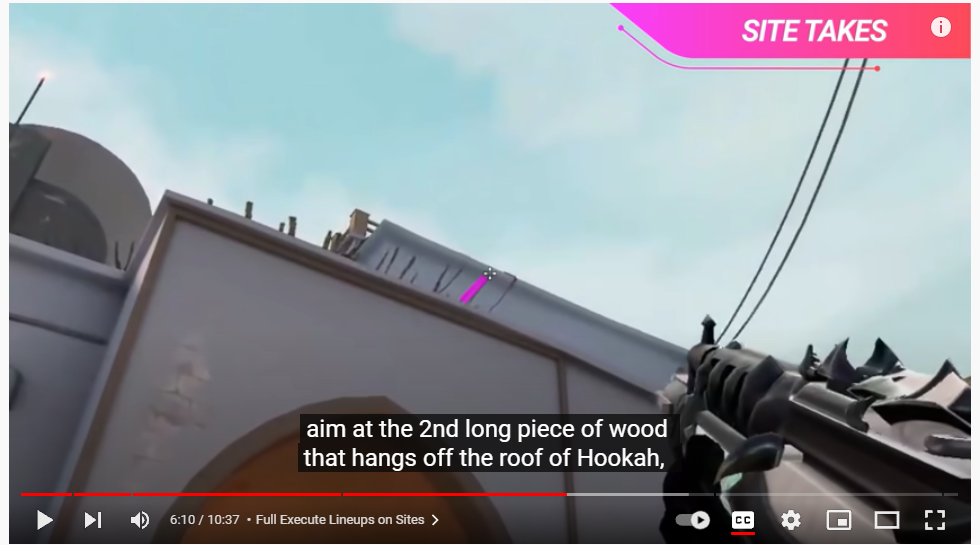 SITE TAKES
aim at the 2nd long piece of wood
that hangs off the roof of Hookah,
6:10 / 10:37 • Full Execute Lineups on Sites
CC